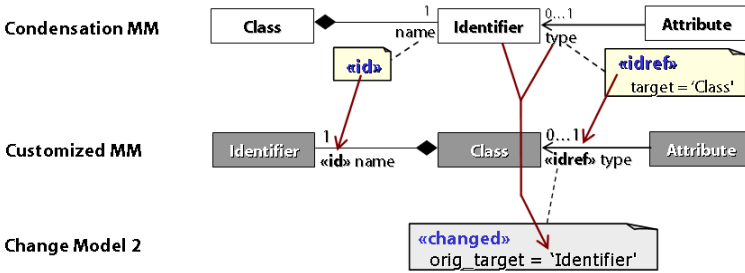 Condensation MM
Class
1
name
Identifier
0...1
type
Attribute
«id»
«idref»
target = 'Class'
Customized MM
Identifier
1
«id» name
Class
0...1
«idref» type
Attribute
Change Model 2
«changed»
orig_target = ‘Identifier'